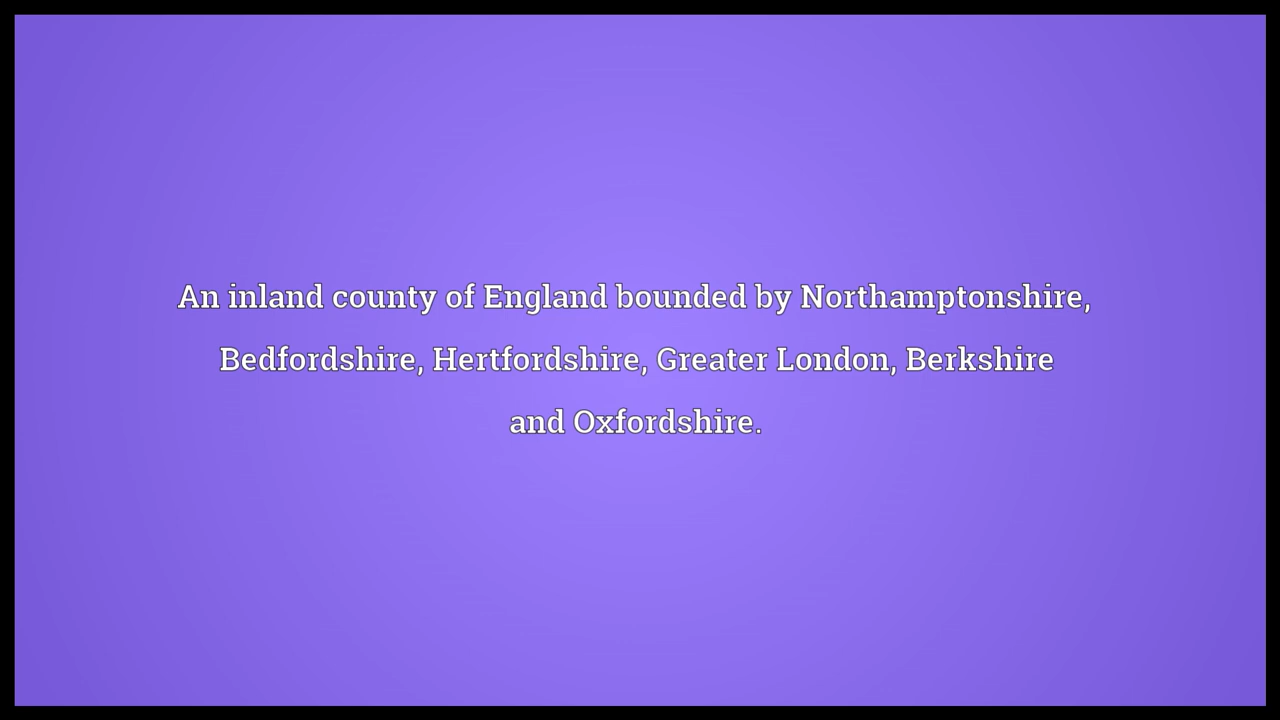 An inland county of England bounded by Northamptonshire,
Bedfordshire, Hertfordshire, Greater London, Berkshire
and Oxfordshire.